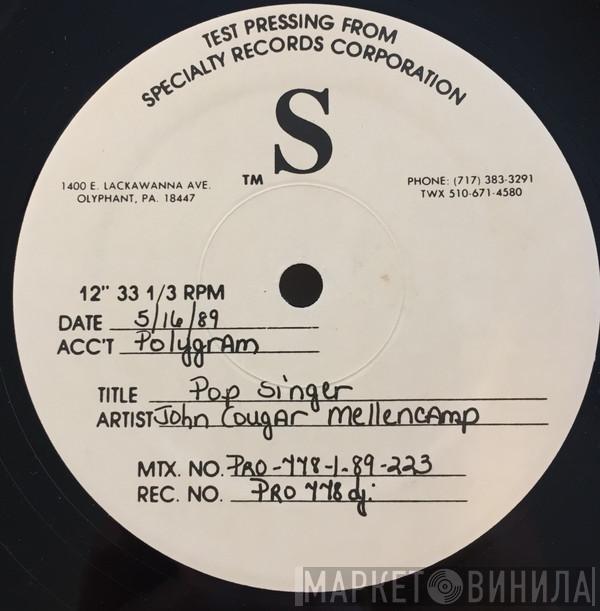 TEST PRESSING FROM
SPECIALTY RECORDS CORPORATION
S
TM
1400 E. LACKAWANNA AVE.
OLYPHANT, PA. 18447
PHONE: (717) 383-3291
TWX 510-671-4580
12" 33 1/3 RPM
DATE 5/16/89
ACC'T Polygram
TITLE Pop Singer
ARTIST John Cougar Mellencamp
MTX. NO. PRO-778-1-89-223
REC. NO. PRO 778 dj.
МАРКЕТ ВИНИЛА